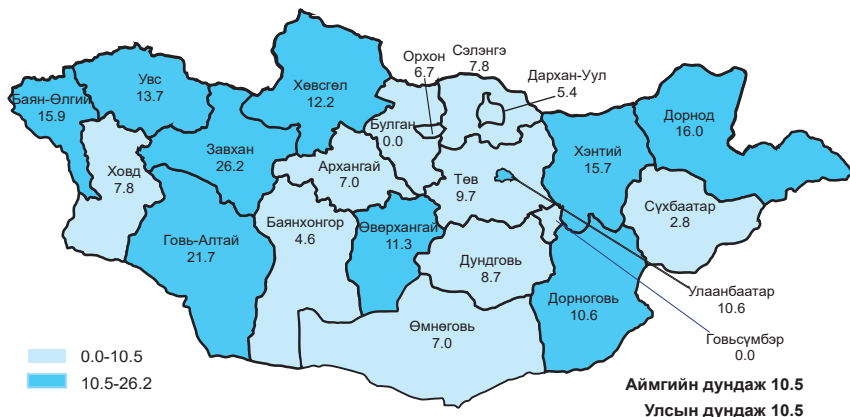 Орхон
6.7
Сэлэнгэ
7.8
Дархан-Уул
5.4
Увс
13.7
Хөвсгөл
12.2
Баян-Өлгий
15.9
Дорнод
16.0
Булган
0.0
Завхан
26.2
Хэнтий
15.7
Ховд
7.8
Архангай
7.0
Төв
9.7
Сүхбаатар
2.8
Баянхонгор
4.6
Өвөрхангай
11.3
Говь-Алтай
21.7
Дундговь
8.7
Дорноговь
10.6
Улаанбаатар
10.6
Өмнөговь
7.0
Говьсүмбэр
0.0
0.0-10.5
10.5-26.2
Аймгийн дундаж 10.5
Улсын дундаж 10.5